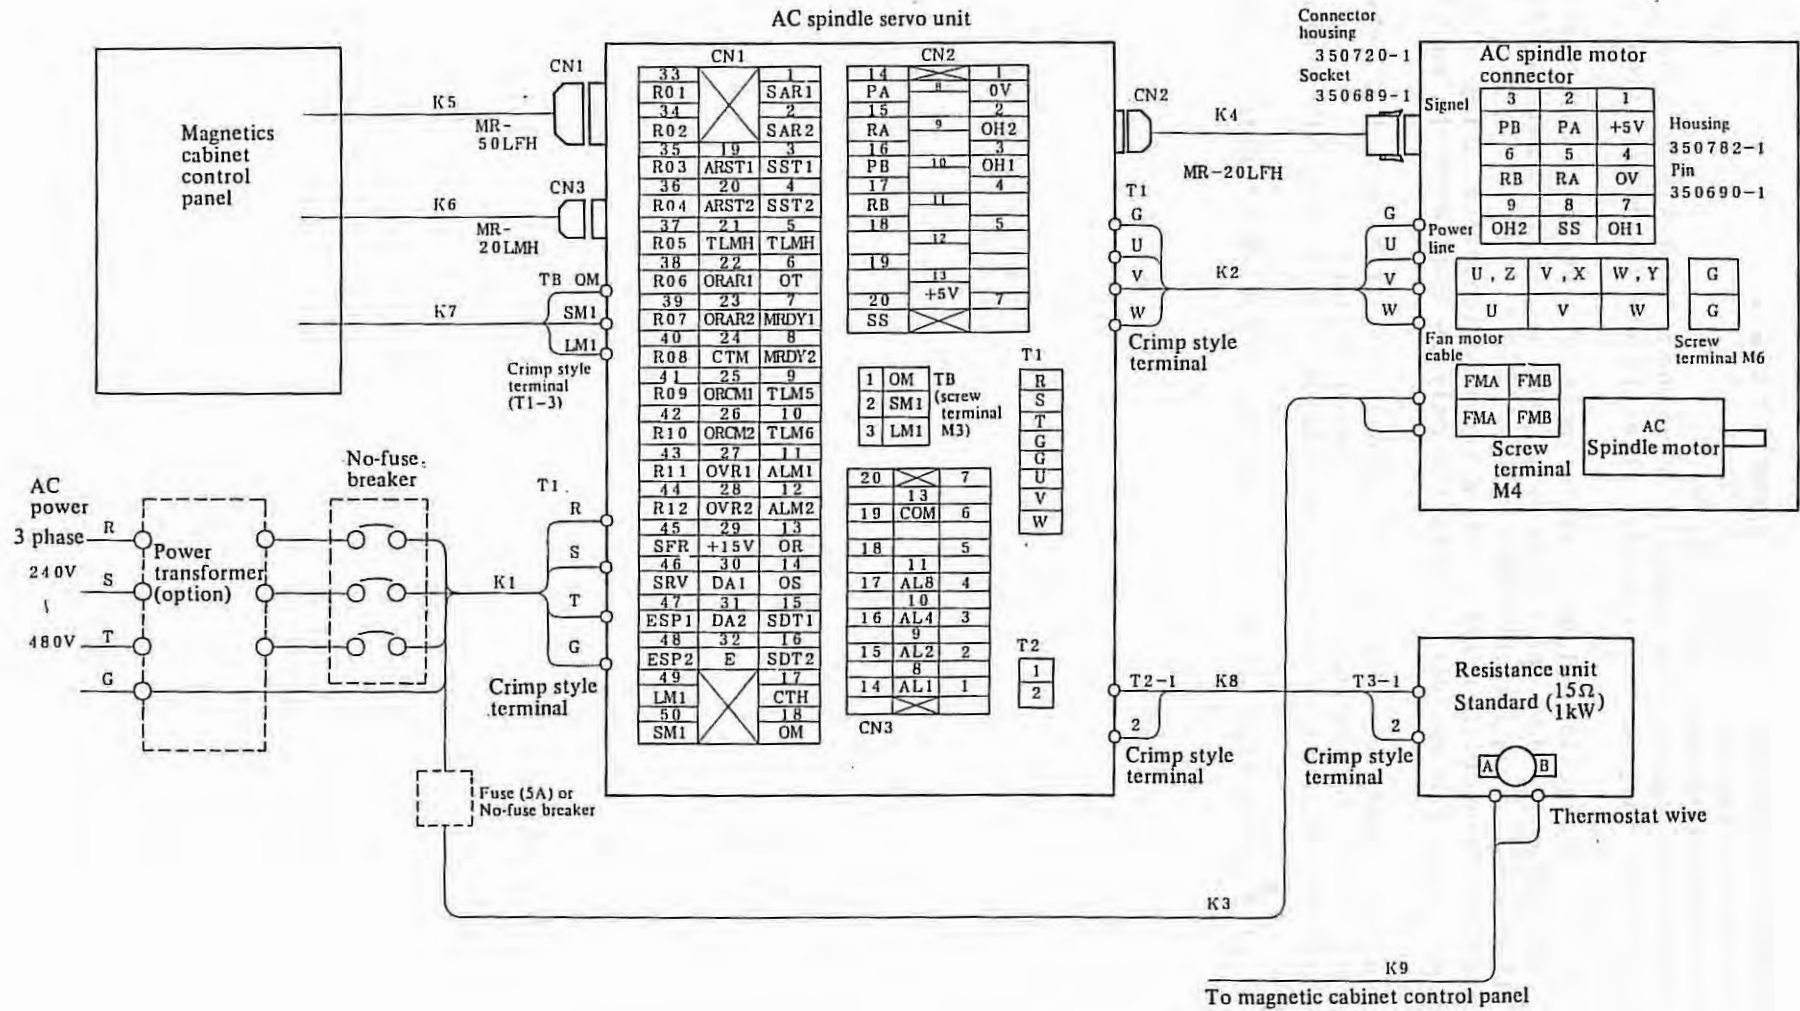 AC spindle servo unit
Magnetics
cabinet
control
panel
K5
MR-
50LFH
CN1
K6
MR-
20LMH
CN3
K7
TB OM
SM1
LM1
Crimp style
terminal
(T1-3)
CN1
33 1
R01 SAR1
34 2
R02 SAR2
35 19 3
R03 ARST1 SST1
36 20 4
R04 ARST2 SST2
37 21 5
R05 TLMH TLMH
38 22 6
R06 ORAR1 OT
39 23 7
R07 ORAR2 MRDY1
40 24 8
R08 CTM MRDY2
41 25 9
R09 ORCM1 TLM5
42 26 10
R10 ORCM2 TLM6
43 27 11
R11 OVR1 ALM1
44 28 12
R12 OVR2 ALM2
45 29 13
SFR +15V OR
46 30 14
SRV DA1 OS
47 31 15
ESP1 DA2 SDT1
48 32 16
ESP2 E SDT2
49 17
LM1 CTH
50 18
SM1 OM
CN2
14 1
PA 8 0V
15 2
RA 9 OH2
16 3
PB 10 OH1
17 4
RB 11
18 5
12
19
13
+5V
20 7
SS
1 OM
2 SM1
3 LM1
TB
(screw
terminal
M3)
T1
R
S
T
G
G
U
V
W
20 7
13
19 COM 6
18 5
11
17 AL8 4
10
16 AL4 3
9
15 AL2 2
8
14 AL1 1
CN3
T2
1
2
CN2
K4
MR-20LFH
Connector
housing
350720-1
Socket
350689-1
T1
G
U
V
W
K2
Crimp style
terminal
G
U
V
W
AC spindle motor
connector
Signel
3 2 1
PB PA +5V
6 5 4
RB RA OV
9 8 7
OH2 SS OH1
Housing
350782-1
Pin
350690-1
Power
line
U,Z V,X W,Y
U V W
G
G
Screw
terminal M6
Fan motor
cable
FMA FMB
FMA FMB
Screw
terminal
M4
AC
Spindle motor
AC
power
3 phase
240V
≀
480V
R
S
T
G
Power
transformer
(option)
No-fuse
breaker
K1
T1
R
S
T
G
Crimp style
terminal
Fuse (5A) or
No-fuse breaker
K3
T2-1
2
K8
Crimp style
terminal
T3-1
2
Crimp style
terminal
Resistance unit
Standard (15Ω
1kW)
A B
Thermostat wive
K9
To magnetic cabinet control panel